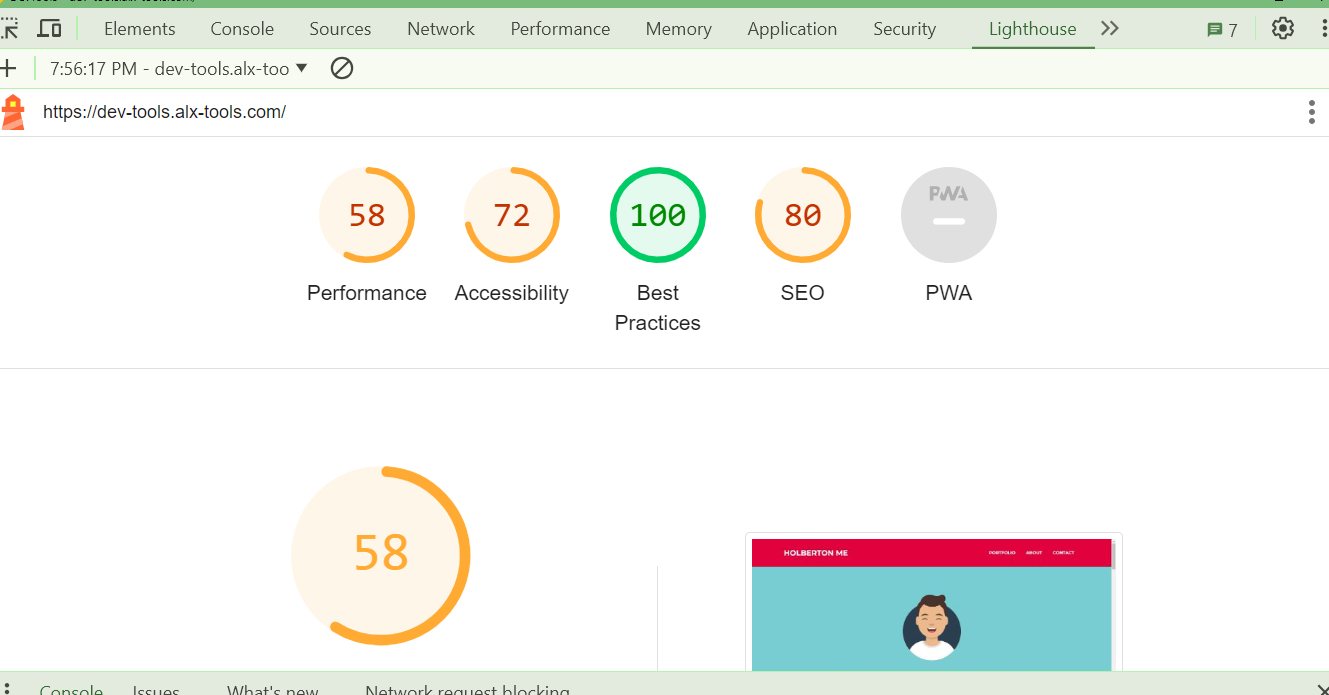 Elements Console Sources Network Performance Memory Application Security Lighthouse 7
7:56:17 PM - dev-tools.alx-too
https://dev-tools.alx-tools.com/
58 72 100 80 PWA
Performance Accessibility Best Practices SEO PWA
58
HOLBERTON ME PORTFOLIO ABOUT CONTACT
Console Issues What's new Network request blocking